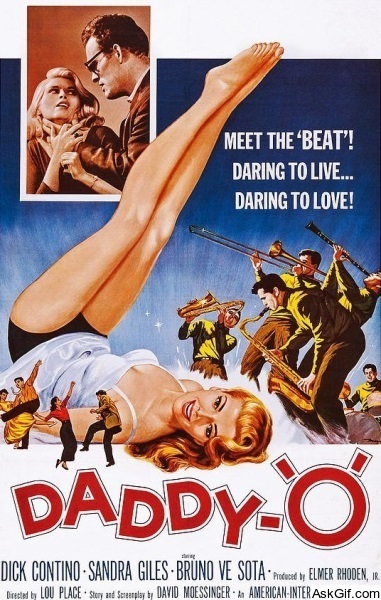 MEET THE 'BEAT'!
DARING TO LIVE...
DARING TO LOVE!
DADDY-'O'
starring
DICK CONTINO • SANDRA GILES • BRUNO VE SOTA • Produced by ELMER RHODEN, JR.
Directed by LOU PLACE • Story and Screenplay by DAVID MOESSINGER • An AMERICAN-INTER
AskGif.com